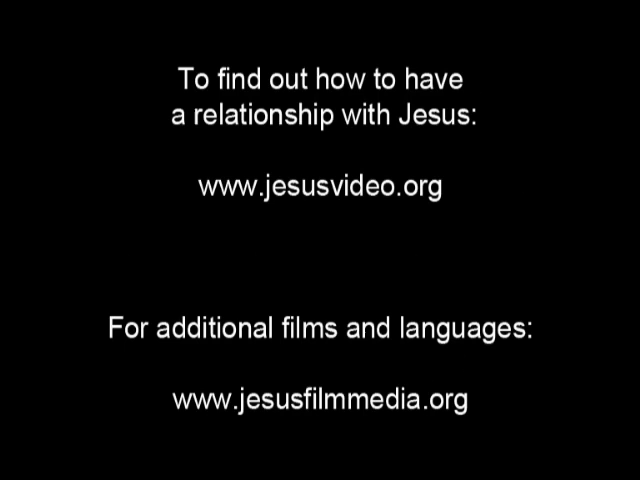 To find out how to have
a relationship with Jesus:
www.jesusvideo.org
For additional films and languages:
www.jesusfilmmedia.org